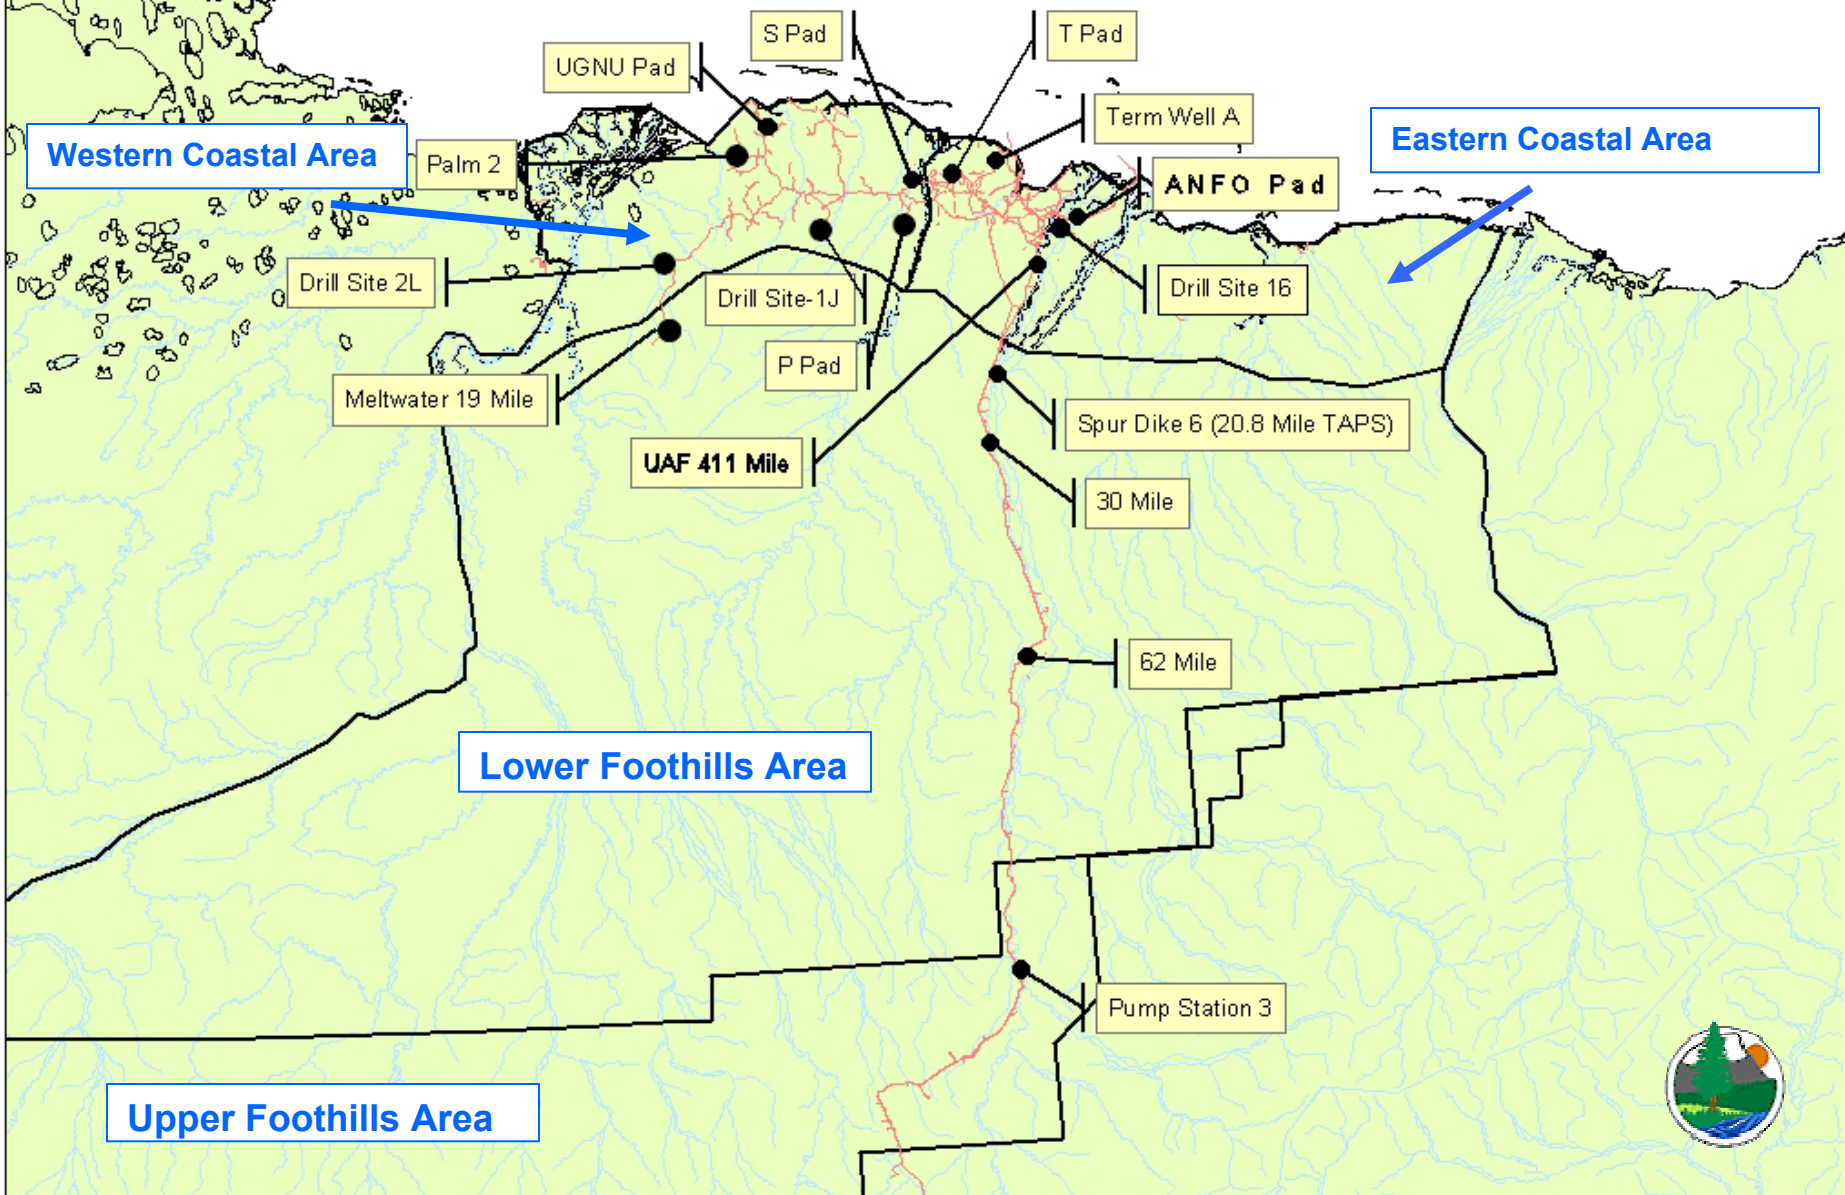 S Pad
T Pad
UGNU Pad
Term Well A
Western Coastal Area
Eastern Coastal Area
Palm 2
ANFO Pad
Drill Site 2L
Drill Site-1J
Drill Site 16
P Pad
Meltwater 19 Mile
Spur Dike 6 (20.8 Mile TAPS)
UAF 411 Mile
30 Mile
62 Mile
Lower Foothills Area
Pump Station 3
Upper Foothills Area